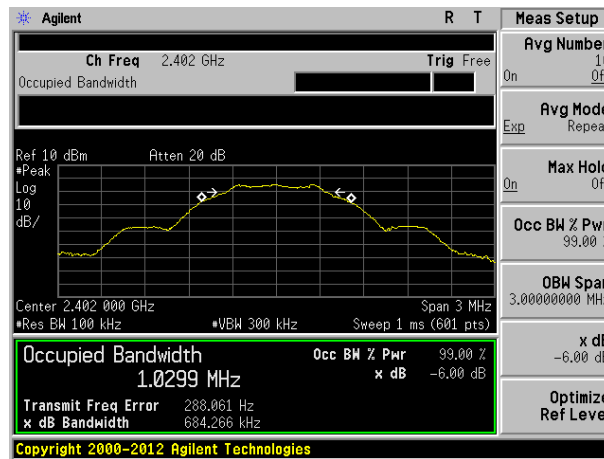 Agilent R T Meas Setup
Ch Freq 2.402 GHz Trig Free
Occupied Bandwidth
Avg Number
On
Avg Mode
Exp
Max Hold
On
Occ BW % Pwr
99.00
OBW Span
3.00000000
x dB
-6.00
Optimize
Ref Level
Ref 10 dBm Atten 20 dB
#Peak
Log
10
dB/
Center 2.402 000 GHz Span 3 MHz
#Res BW 100 kHz #VBW 300 kHz Sweep 1 ms (601 pts)
Occupied Bandwidth Occ BW % Pwr 99.00 %
1.0299 MHz x dB -6.00 dB
Transmit Freq Error 288.061 Hz
x dB Bandwidth 684.266 kHz
Copyright 2000-2012 Agilent Technologies